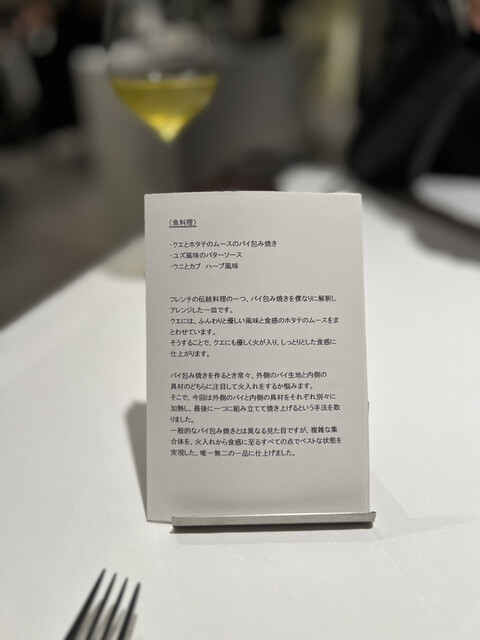 (魚料理)
・クエとホタテのムースのパイ包み焼き
・ユズ風味のバターソース
・ウニとカブ　ハーブ風味
フレンチの伝統料理の一つ、パイ包み焼きを僕なりに解釈し
アレンジした一皿です。
クエには、ふんわりと優しい風味と食感のホタテのムースをま
とわせています。
そうすることで、クエにも優しく火が入り、しっとりとした食感に
仕上がります。
パイ包み焼きを作るとき常々、外側のパイ生地と内側の
具材のどちらに注目して火入れをするか悩みます。
そこで、今回は外側のパイと内側の具材をそれぞれ別々に
加熱し、最後に一つに組み立てて焼き上げるという手法を取
りました。
一般的なパイ包み焼きとは異なる見た目ですが、複雑な集
合体を、火入れから食感に至るすべての点でベストな状態を
実現した、唯一無二の一品に仕上げました。